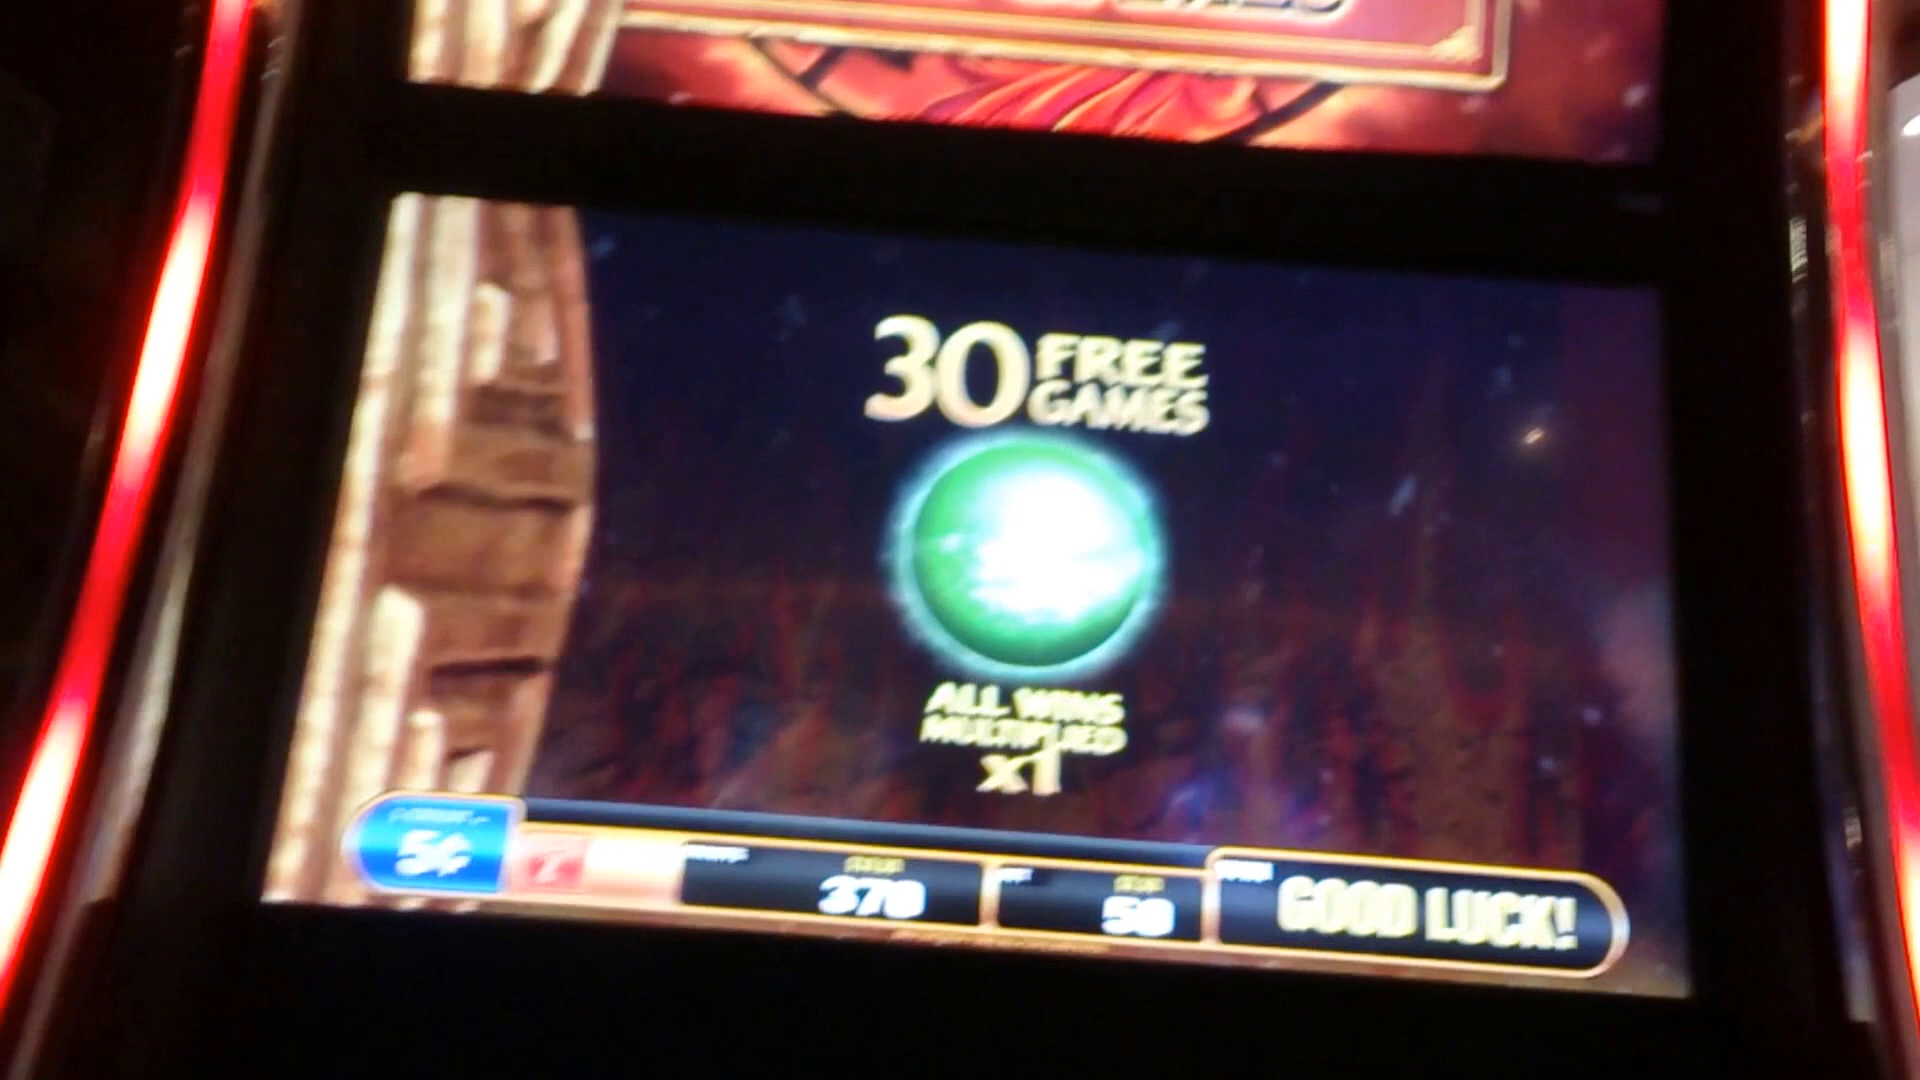 30 FREE
GAMES
ALL WINS
MULTIPLIED
x1
5¢
370
50
GOOD LUCK!